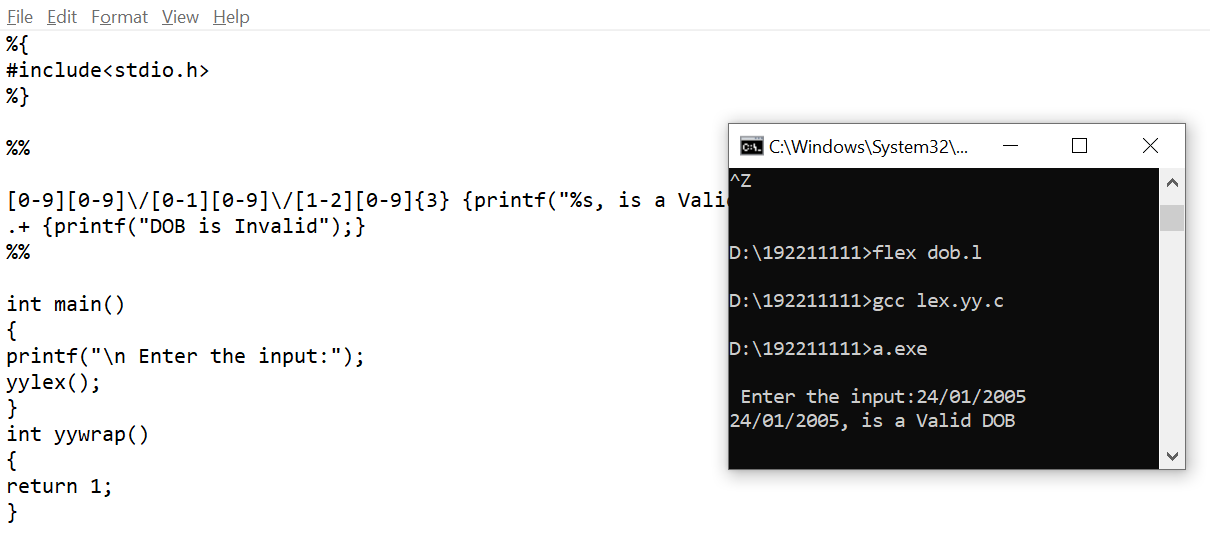 File Edit Format View Help
%{
#include<stdio.h>
%}
%%
[0-9][0-9]\/[0-1][0-9]\/[1-2][0-9]{3} {printf("%s, is a Vali
.+ {printf("DOB is Invalid");}
%%
int main()
{
printf("\n Enter the input:");
yylex();
}
int yywrap()
{
return 1;
}
C:\Windows\System32\...
^Z
D:\192211111>flex dob.l
D:\192211111>gcc lex.yy.c
D:\192211111>a.exe
Enter the input:24/01/2005
24/01/2005, is a Valid DOB